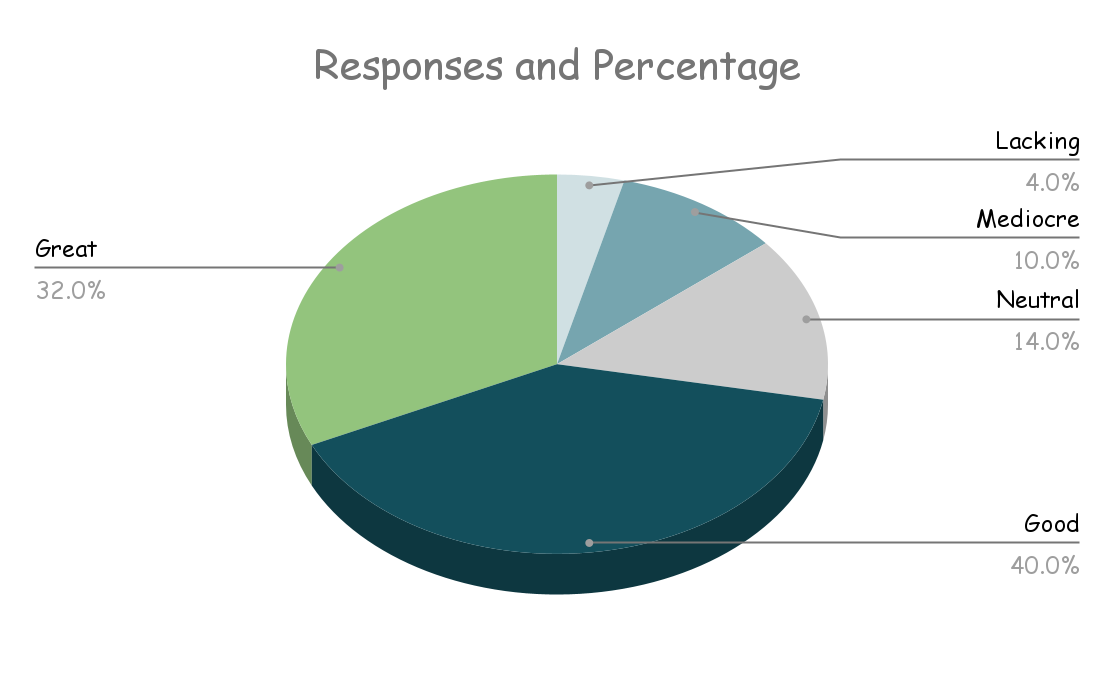 Responses and Percentage
Lacking
4.0%
Mediocre
10.0%
Great
32.0%
Neutral
14.0%
Good
40.0%